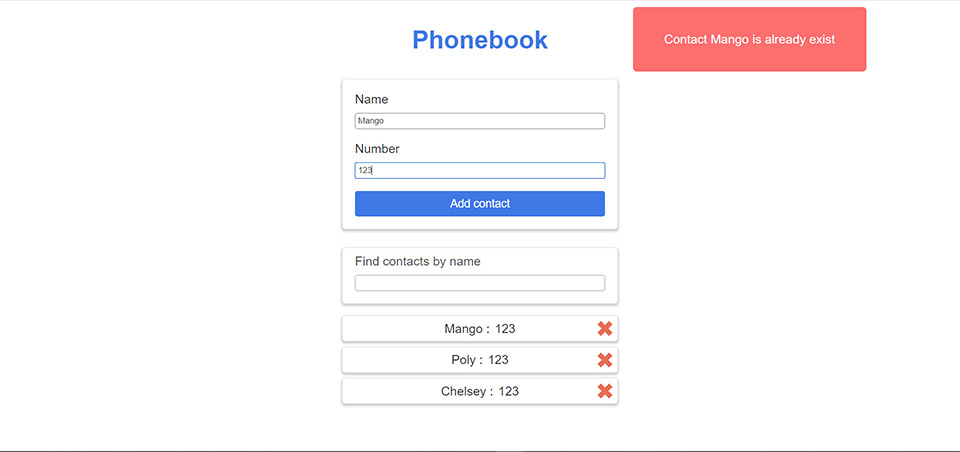 Phonebook
Contact Mango is already exist
Name
Mango
Number
123
Add contact
Find contacts by name
Mango : 123
Poly : 123
Chelsey : 123